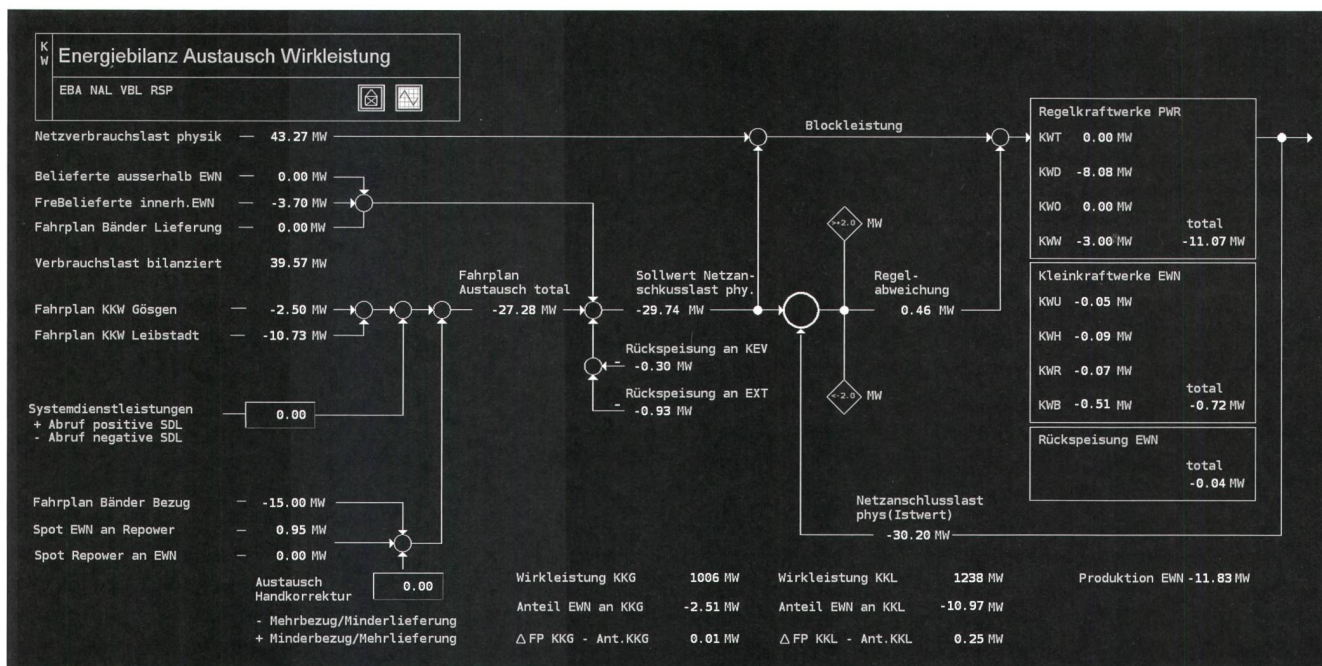 KW
Energiebilanz Austausch Wirkleistung
EBA NAL VBL RSP
Netzverbrauchslast physik — 43.27 MW
Blockleistung
Belieferte ausserhalb EWN — 0.00 MW
FreBelieferte innerh.EWN — -3.70 MW
Fahrplan Bänder Lieferung — 0.00 MW
Verbrauchslast bilanziert 39.57 MW
Fahrplan KKW Gösgen — -2.50 MW
Fahrplan KKW Leibstadt — -10.73 MW
Fahrplan
Austausch total
-27.28 MW
Sollwert Netzan-
schkusslast phy.
-29.74 MW
Rückspeisung an KEV
- -0.30 MW
Rückspeisung an EXT
- -0.93 MW
>+2.0 MW
Regel-
abweichung
0.46 MW
<-2.0 MW
Systemdienstleistungen 0.00
+ Abruf positive SDL
- Abruf negative SDL
Fahrplan Bänder Bezug — -15.00 MW
Spot EWN an Repower — 0.95 MW
Spot Repower an EWN — 0.00 MW
Austausch
Handkorrektur 0.00
- Mehrbezug/Minderlieferung
+ Minderbezug/Mehrlieferung
Regelkraftwerke PWR
KWT 0.00 MW
KWD -8.08 MW
KWO 0.00 MW
total
KWW -3.00 MW -11.07 MW
Kleinkraftwerke EWN
KWU -0.05 MW
KWH -0.09 MW
KWR -0.07 MW
total
KWB -0.51 MW -0.72 MW
Rückspeisung EWN
total
-0.04 MW
Netzanschlusslast
phys(Istwert)
-30.20 MW
Wirkleistung KKG 1006 MW
Anteil EWN an KKG -2.51 MW
△ FP KKG - Ant.KKG 0.01 MW
Wirkleistung KKL 1238 MW
Anteil EWN an KKL -10.97 MW
△ FP KKL - Ant.KKL 0.25 MW
Produktion EWN -11.83 MW